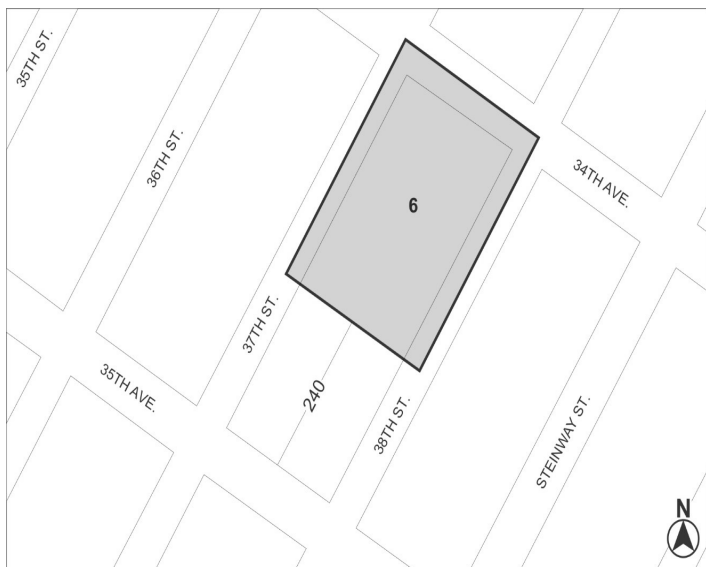 35TH ST.
36TH ST.
34TH AVE.
6
37TH ST.
35TH AVE.
240
38TH ST.
STEINWAY ST.
N